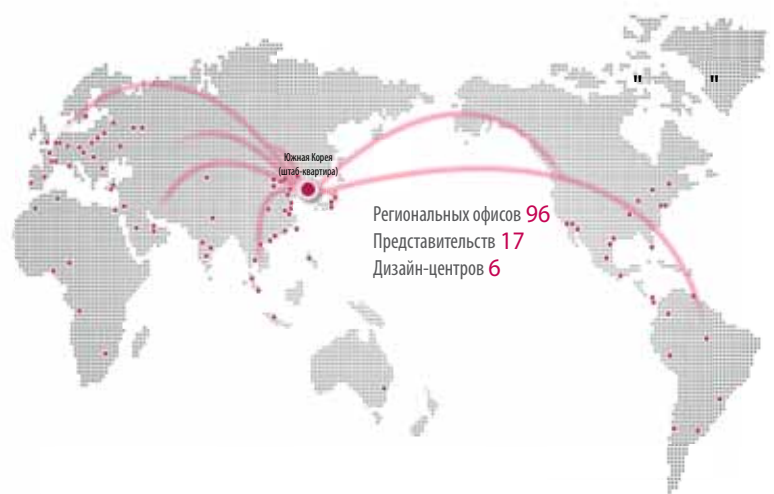 " "
Южная Корея
(штаб-квартира)
Региональных офисов 96
Представительств 17
Дизайн-центров 6